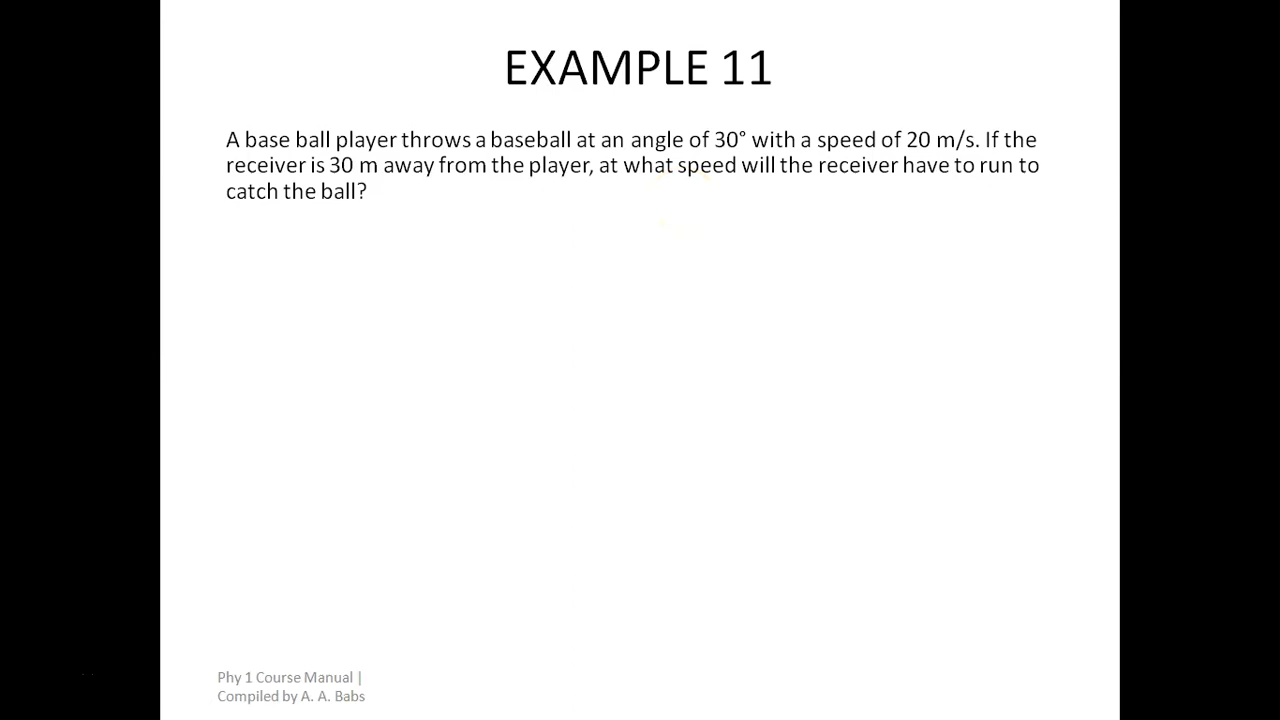 EXAMPLE 11
A base ball player throws a baseball at an angle of 30° with a speed of 20 m/s. If the
receiver is 30 m away from the player, at what speed will the receiver have to run to
catch the ball?
Phy 1 Course Manual |
Compiled by A. A. Babs